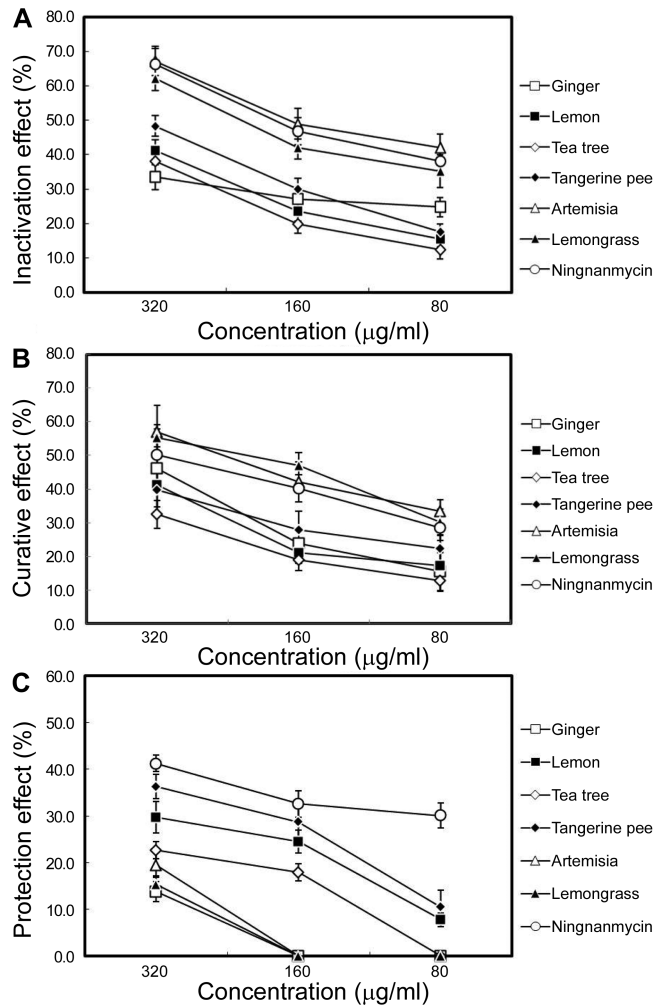 A
80.0
70.0
60.0
50.0
40.0
30.0
20.0
10.0
0.0
Inactivation effect (%)
320 160 80
Concentration (μg/ml)
Ginger
Lemon
Tea tree
Tangerine pee
Artemisia
Lemongrass
Ningnanmycin
B
80.0
70.0
60.0
50.0
40.0
30.0
20.0
10.0
0.0
Curative effect (%)
320 160 80
Concentration (μg/ml)
Ginger
Lemon
Tea tree
Tangerine pee
Artemisia
Lemongrass
Ningnanmycin
C
60.0
50.0
40.0
30.0
20.0
10.0
0.0
Protection effect (%)
320 160 80
Concentration (μg/ml)
Ginger
Lemon
Tea tree
Tangerine pee
Artemisia
Lemongrass
Ningnanmycin